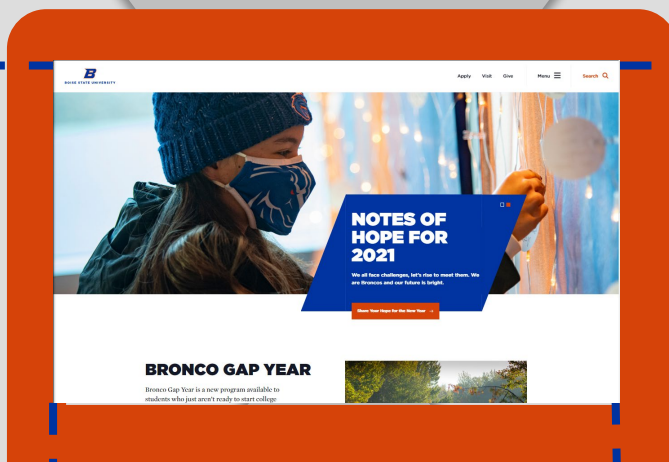 B
BOISE STATE UNIVERSITY
Apply Visit Give Menu Search
NOTES OF
HOPE FOR
2021
We all face challenges, let's rise to meet them. We
are Broncos and our future is bright.
Share Your Hope for the New Year →
BRONCO GAP YEAR
Bronco Gap Year is a new program available to
students who just aren't ready to start college